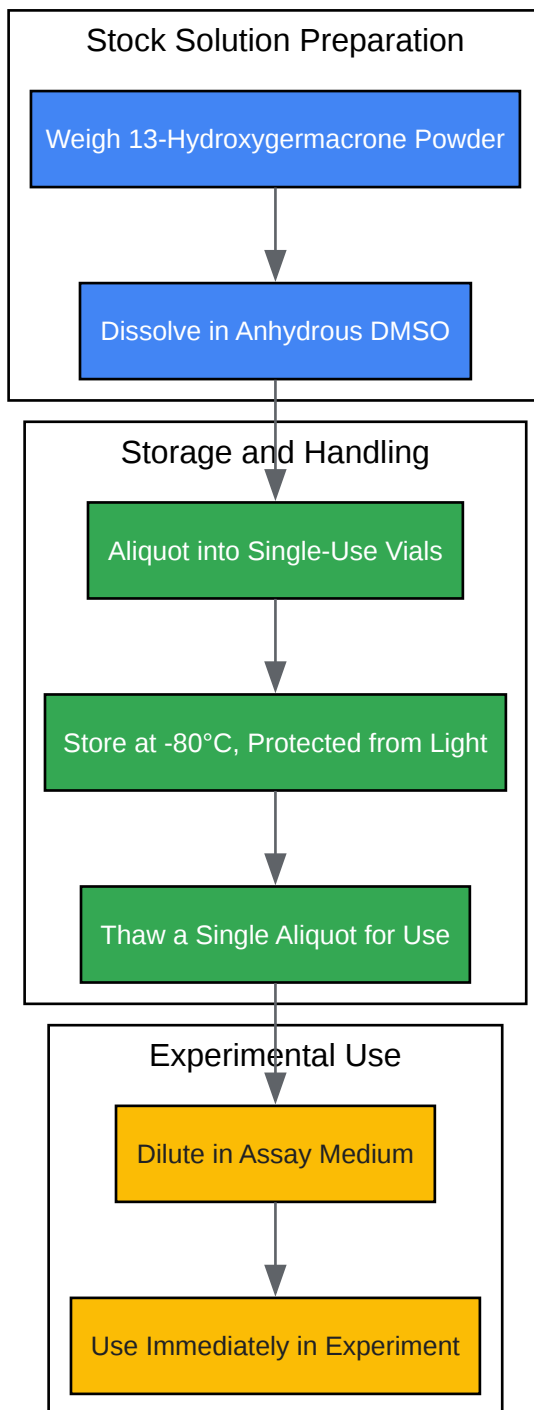 Stock Solution Preparation
Weigh 13-Hydroxygermacrone Powder
Dissolve in Anhydrous DMSO
Storage and Handling
Aliquot into Single-Use Vials
Store at -80°C, Protected from Light
Thaw a Single Aliquot for Use
Experimental Use
Dilute in Assay Medium
Use Immediately in Experiment